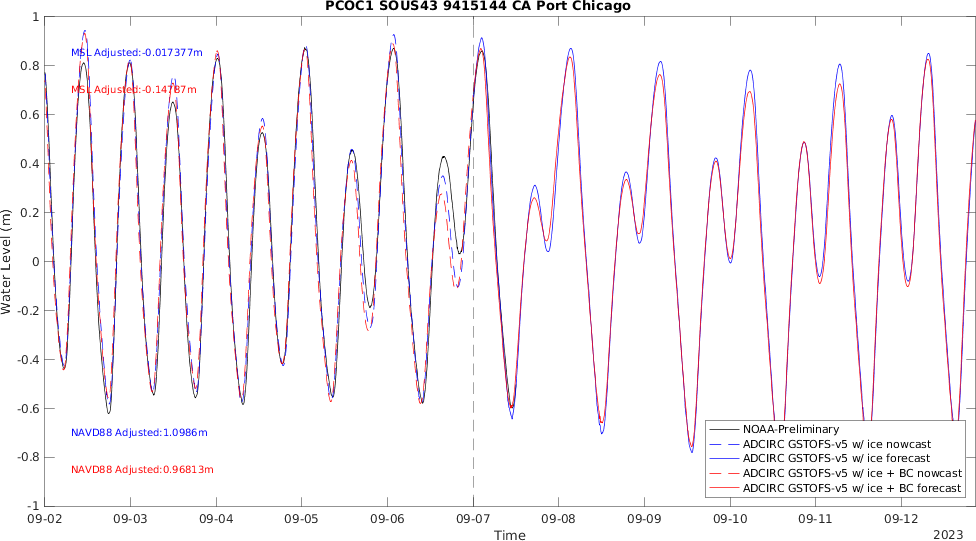 PCOC1 SOUS43 9415144 CA Port Chicago
1
0.8
0.6
0.4
0.2
0
-0.2
-0.4
-0.6
-0.8
-1
Water Level (m)
MSL Adjusted:-0.017377m
MSL Adjusted:-0.14787m
NAVD88 Adjusted:1.0986m
NAVD88 Adjusted:0.96813m
NOAA-Preliminary
ADCIRC GSTOFS-v5 w/ ice nowcast
ADCIRC GSTOFS-v5 w/ ice forecast
ADCIRC GSTOFS-v5 w/ ice + BC nowcast
ADCIRC GSTOFS-v5 w/ ice + BC forecast
09-02 09-03 09-04 09-05 09-06 09-07 09-08 09-09 09-10 09-11 09-12
Time
2023